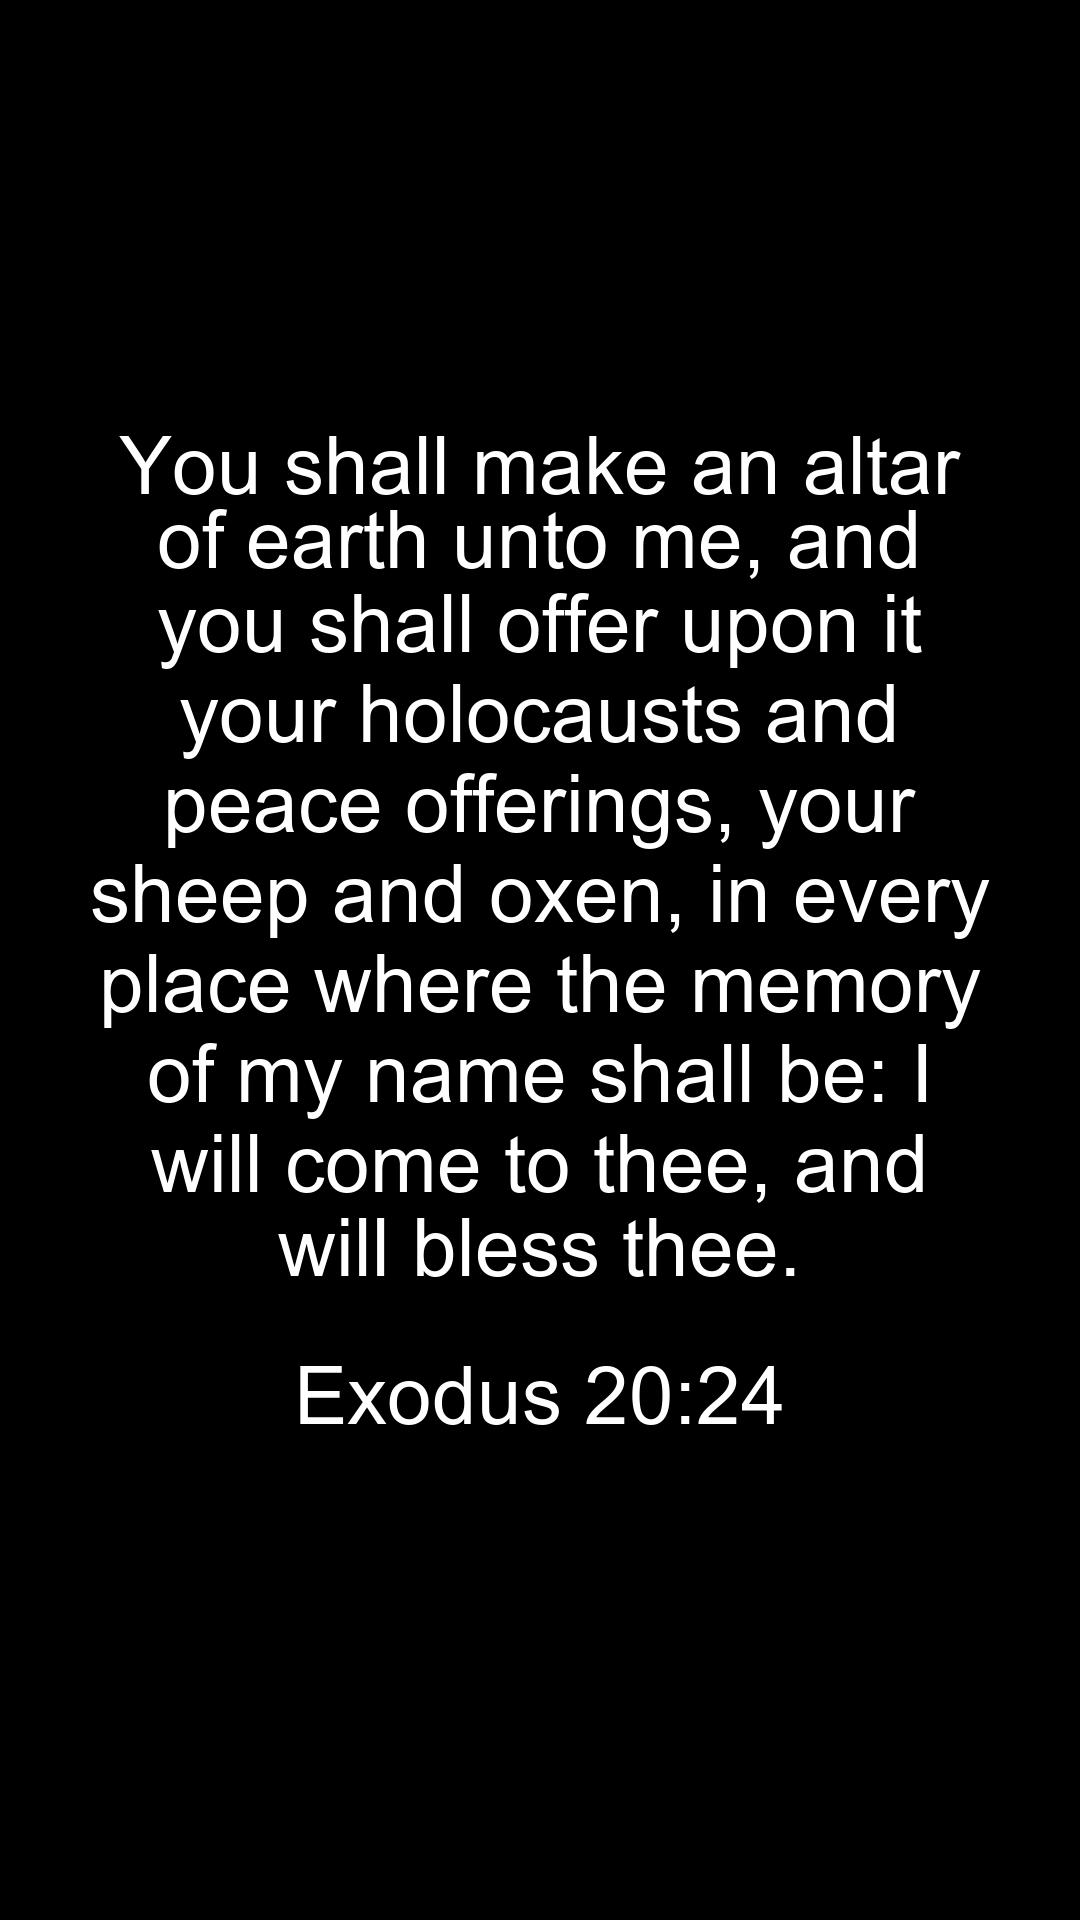 You shall make an altar
of earth unto me, and
you shall offer upon it
your holocausts and
peace offerings, your
sheep and oxen, in every
place where the memory
of my name shall be: I
will come to thee, and
will bless thee.
Exodus 20:24